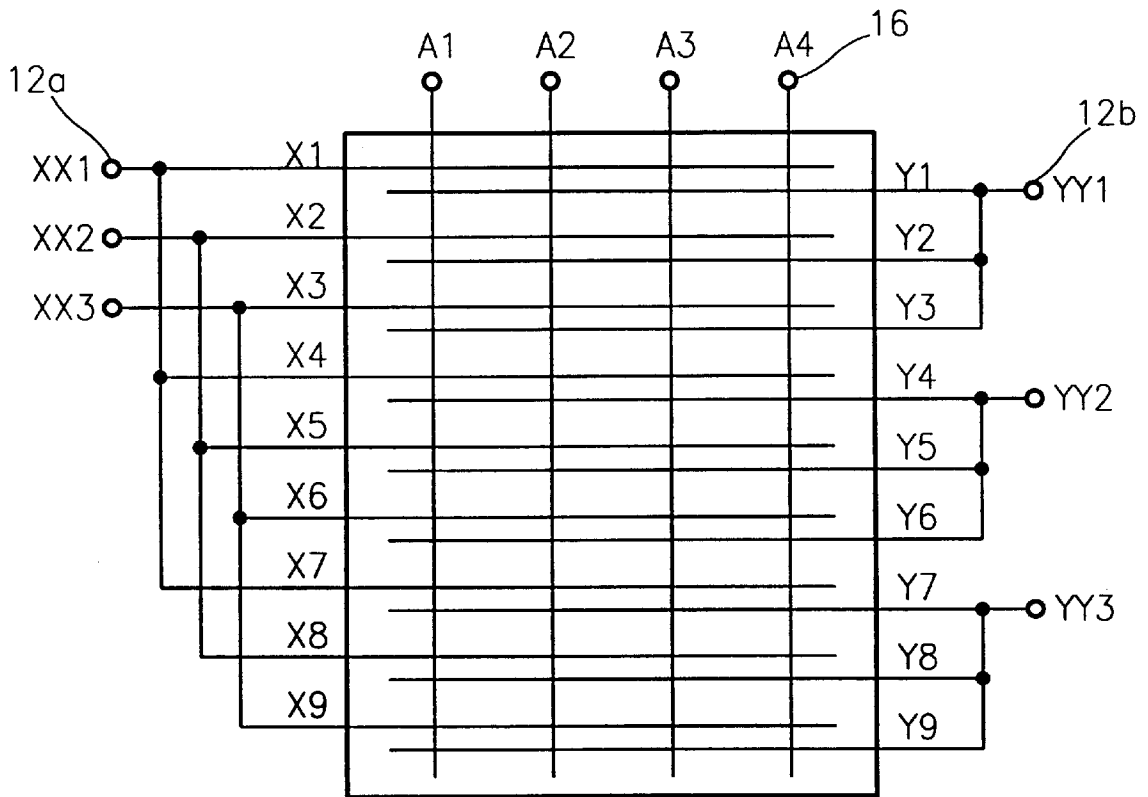 16
A1 A2 A3 A4
12a
12b
XX1 X1
Y1 YY1
XX2 X2
Y2
XX3 X3
Y3
X4
Y4 YY2
X5
Y5
X6
Y6
X7
Y7 YY3
X8
Y8
X9
Y9